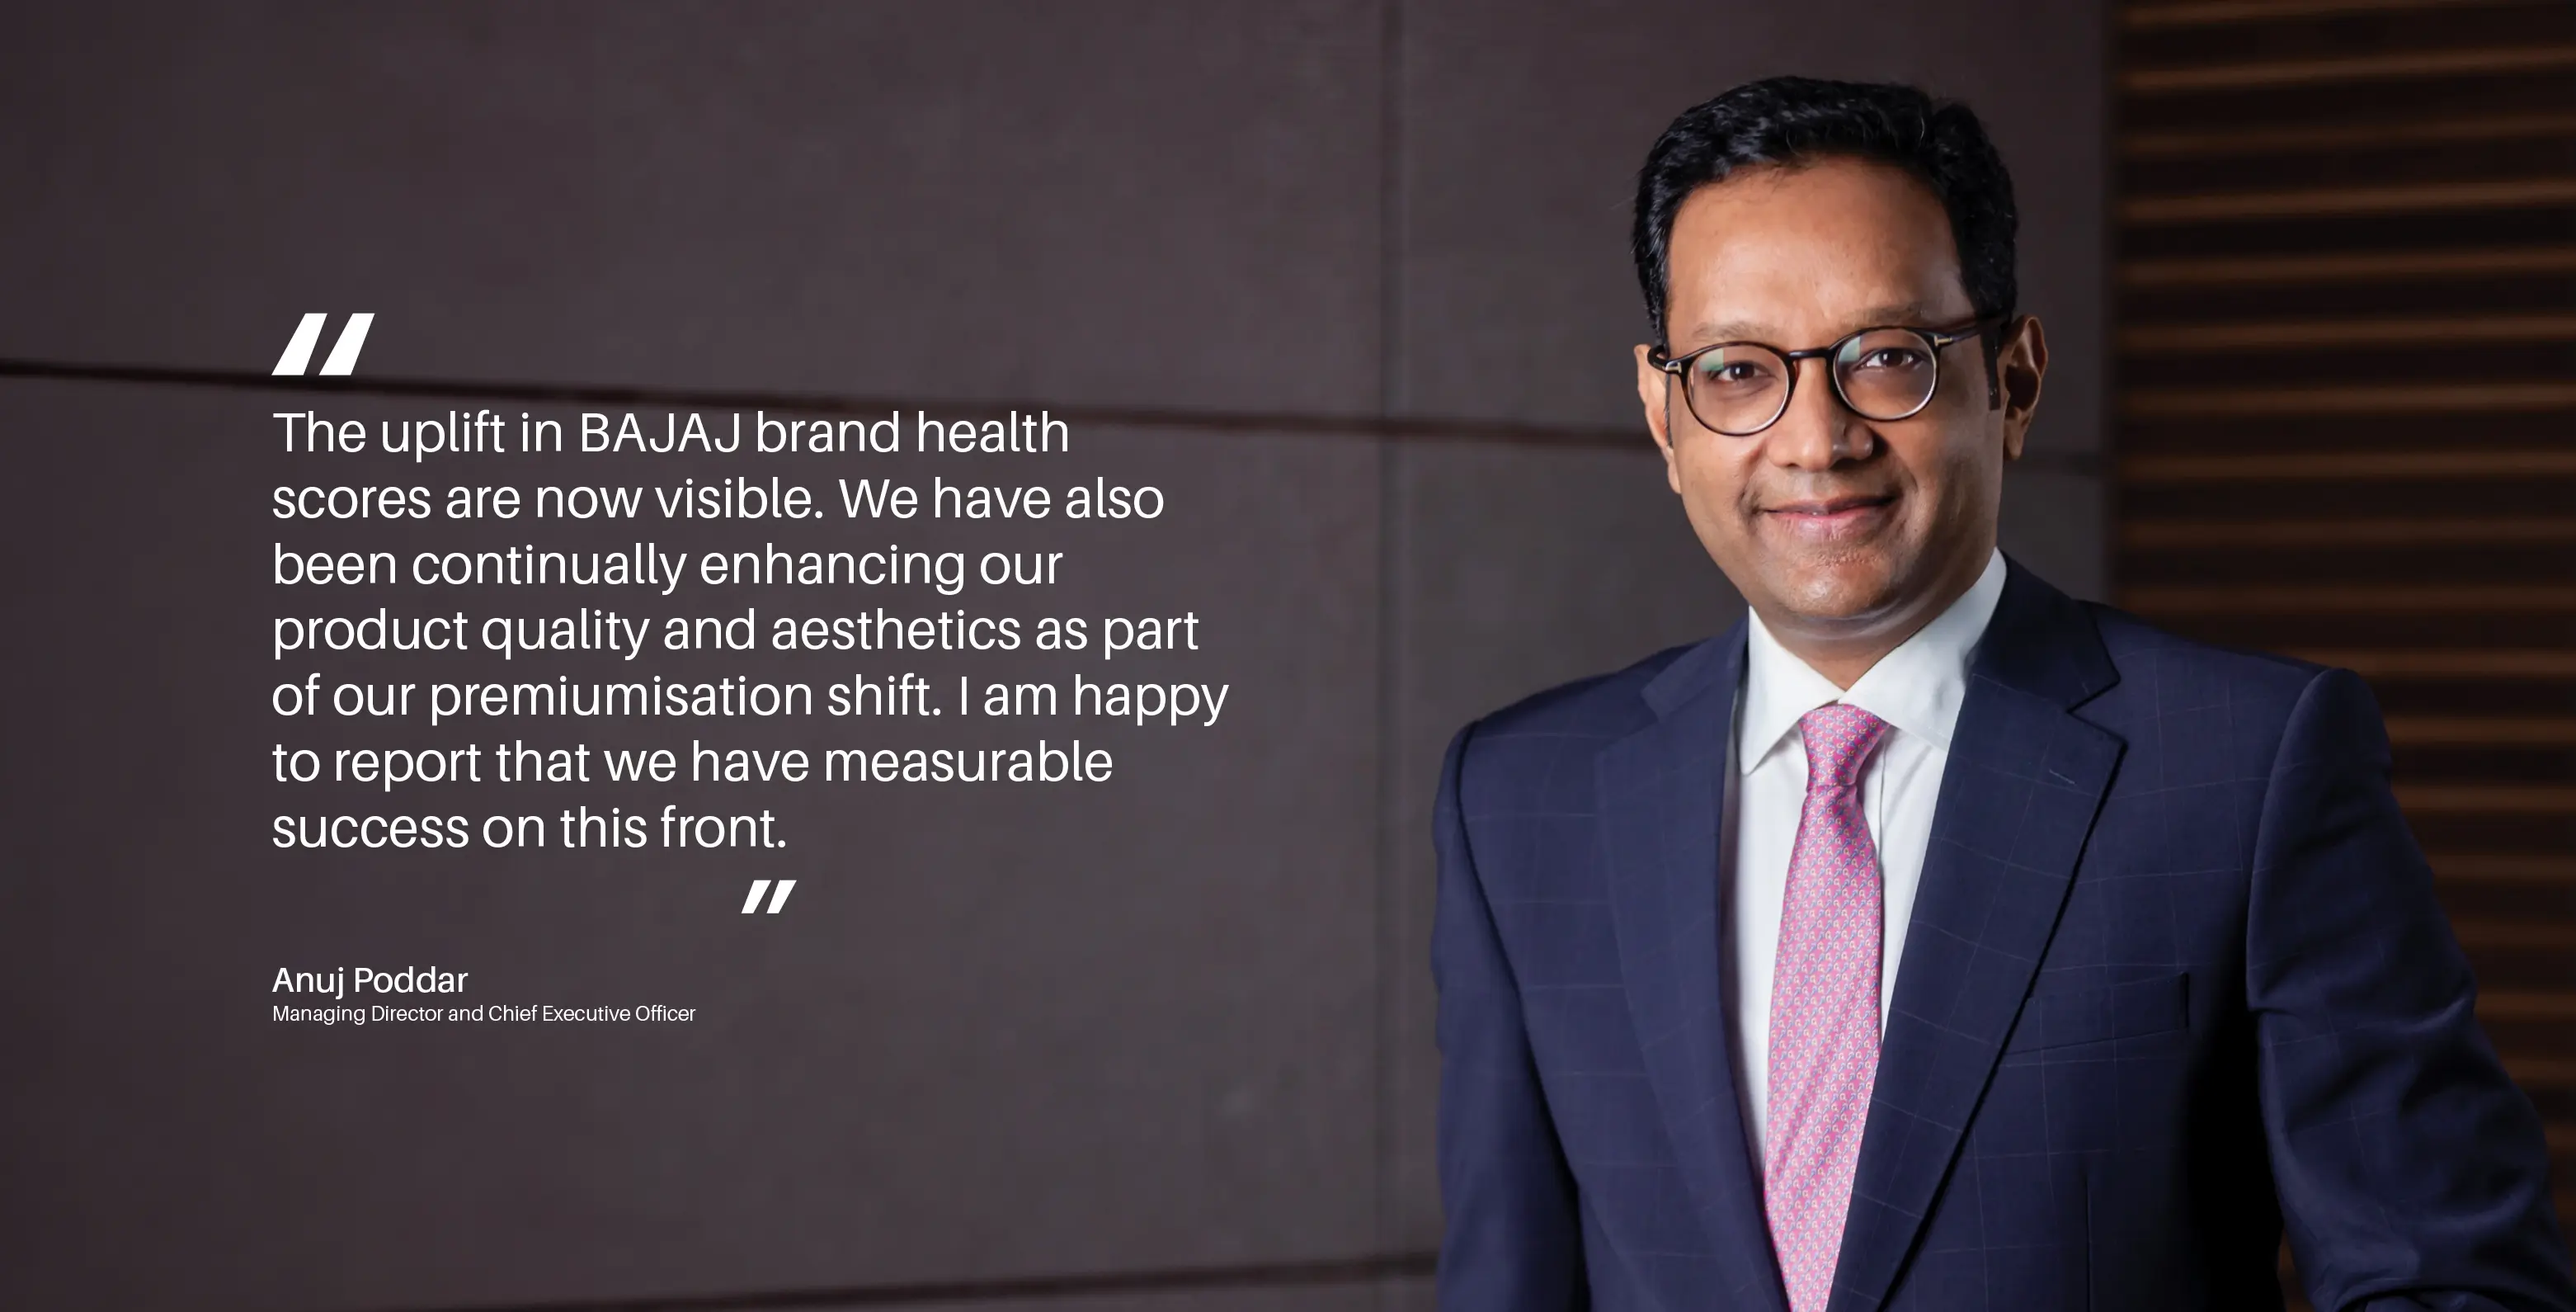 “
The uplift in BAJAJ brand health
scores are now visible. We have also
been continually enhancing our
product quality and aesthetics as part
of our premiumisation shift. I am happy
to report that we have measurable
success on this front.
”
Anuj Poddar
Managing Director and Chief Executive Officer